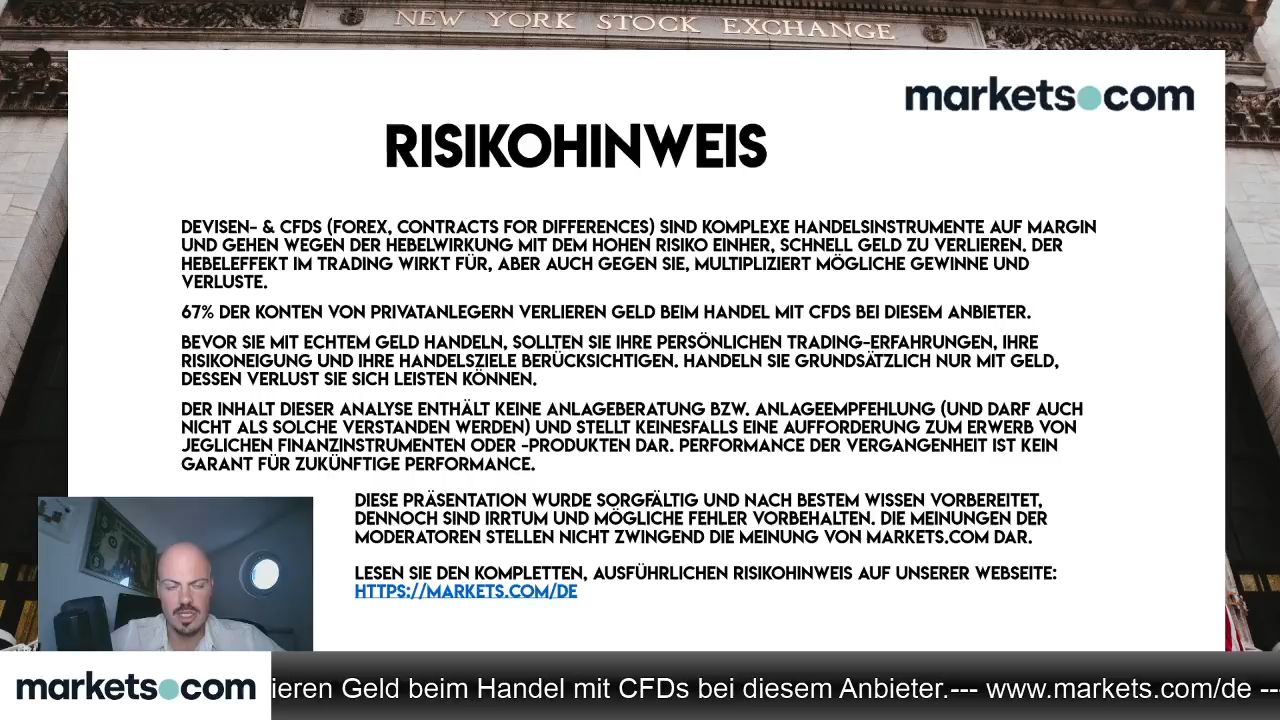 NEW YORK STOCK EXCHANGE
markets.com
RISIKOHINWEIS
DEVISEN- & CFDS (FOREX, CONTRACTS FOR DIFFERENCES) SIND KOMPLEXE HANDELSINSTRUMENTE AUF MARGIN
UND GEHEN WEGEN DER HEBELWIRKUNG MIT DEM HOHEN RISIKO EINHER, SCHNELL GELD ZU VERLIEREN. DER
HEBELEFFEKT IM TRADING WIRKT FÜR, ABER AUCH GEGEN SIE, MULTIPLIZIERT MÖGLICHE GEWINNE UND
VERLUSTE.
67% DER KONTEN VON PRIVATANLEGERN VERLIEREN GELD BEIM HANDEL MIT CFDS BEI DIESEM ANBIETER.
BEVOR SIE MIT ECHTEM GELD HANDELN, SOLLTEN SIE IHRE PERSÖNLICHEN TRADING-ERFAHRUNGEN, IHRE
RISIKONEIGUNG UND IHRE HANDELSZIELE BERÜCKSICHTIGEN. HANDELN SIE GRUNDSÄTZLICH NUR MIT GELD,
DESSEN VERLUST SIE SICH LEISTEN KÖNNEN.
DER INHALT DIESER ANALYSE ENTHÄLT KEINE ANLAGEBERATUNG BZW. ANLAGEEMPFEHLUNG (UND DARF AUCH
NICHT ALS SOLCHE VERSTANDEN WERDEN) UND STELLT KEINESFALLS EINE AUFFORDERUNG ZUM ERWERB VON
JEGLICHEN FINANZINSTRUMENTEN ODER -PRODUKTEN DAR. PERFORMANCE DER VERGANGENHEIT IST KEIN
GARANT FÜR ZUKÜNFTIGE PERFORMANCE.
DIESE PRÄSENTATION WURDE SORGFÄLTIG UND NACH BESTEM WISSEN VORBEREITET,
DENNOCH SIND IRRTUM UND MÖGLICHE FEHLER VORBEHALTEN. DIE MEINUNGEN DER
MODERATOREN STELLEN NICHT ZWINGEND DIE MEINUNG VON MARKETS.COM DAR.
LESEN SIE DEN KOMPLETTEN, AUSFÜHRLICHEN RISIKOHINWEIS AUF UNSERER WEBSEITE:
HTTPS://MARKETS.COM/DE
markets.com
ieren Geld beim Handel mit CFDs bei diesem Anbieter.--- www.markets.com/de --